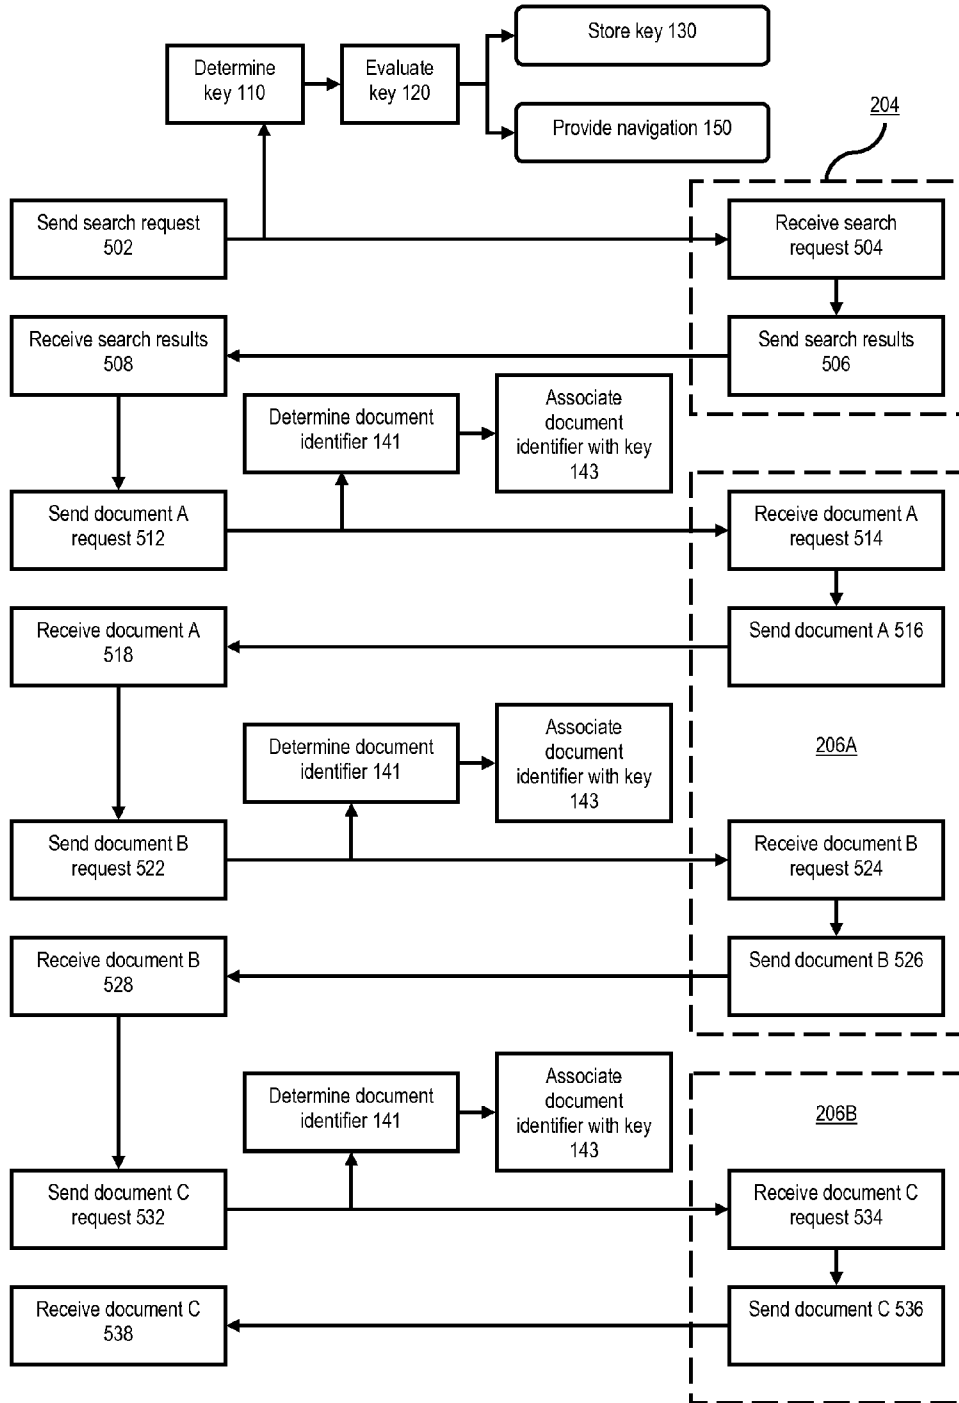 Store key 130
Determine
key 110
Evaluate
key 120
Provide navigation 150
204
Send search request
502
Receive search
request 504
Receive search results
508
Send search results
506
Determine document
identifier 141
Associate
document
identifier with key
143
Send document A
request 512
Receive document A
request 514
Receive document A
518
Send document A 516
Determine document
identifier 141
Associate
document
identifier with key
143
206A
Send document B
request 522
Receive document B
request 524
Receive document B
528
Send document B 526
Determine document
identifier 141
Associate
document
identifier with key
143
206B
Send document C
request 532
Receive document C
request 534
Receive document C
538
Send document C 536